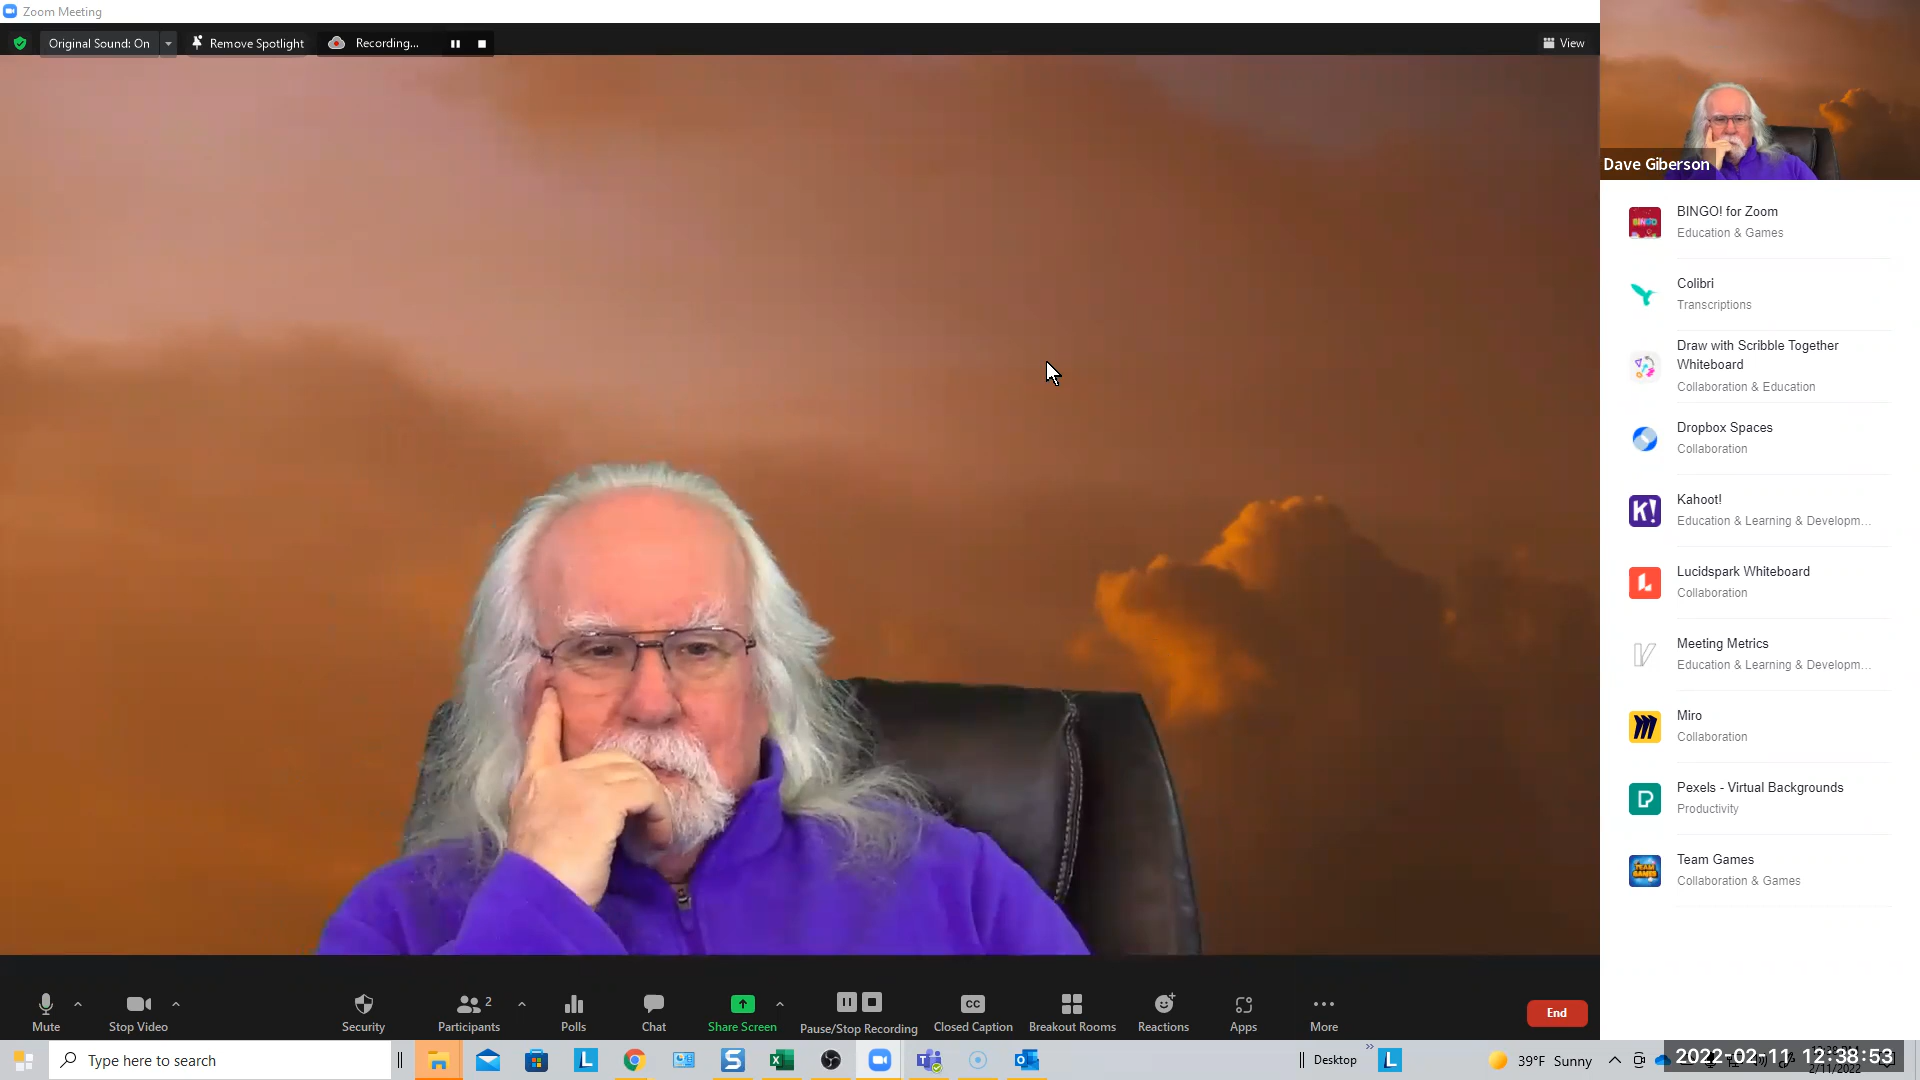 Zoom Meeting
Original Sound: On
Remove Spotlight
Recording...
View
Dave Giberson
BINGO! for Zoom
Education & Games
Colibri
Transcriptions
Draw with Scribble Together
Whiteboard
Collaboration & Education
Dropbox Spaces
Collaboration
Kahoot!
Education & Learning & Developm...
Lucidspark Whiteboard
Collaboration
Meeting Metrics
Education & Learning & Developm...
Miro
Collaboration
Pexels - Virtual Backgrounds
Productivity
Team Games
Collaboration & Games
Mute
Stop Video
Security
2
Participants
Polls
Chat
Share Screen
Pause/Stop Recording
CC
Closed Caption
Breakout Rooms
Reactions
Apps
More
End
Type here to search
Desktop
39°F Sunny
2022-02-11 12:38:53
2/11/2022